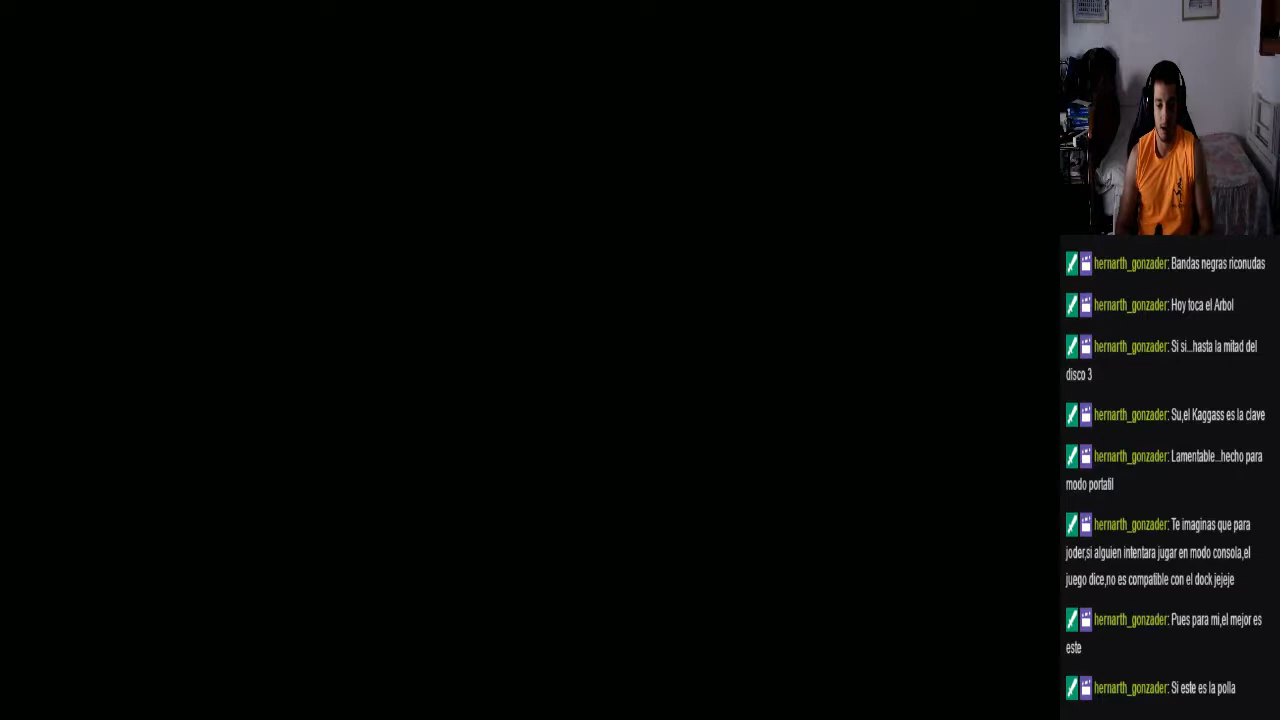 hernarth_gonzader: Bandas negras riconudas
hernarth_gonzader: Hoy toca el Arbol
hernarth_gonzader: Si si...hasta la mitad del
disco 3
hernarth_gonzader: Su,el Kaggass es la clave
hernarth_gonzader: Lamentable...hecho para
modo portatil
hernarth_gonzader: Te imaginas que para
joder,si alguien intentara jugar en modo consola,el
juego dice,no es compatible con el dock jejeje
hernarth_gonzader: Pues para mi,el mejor es
este
hernarth_gonzader: Si este es la polla